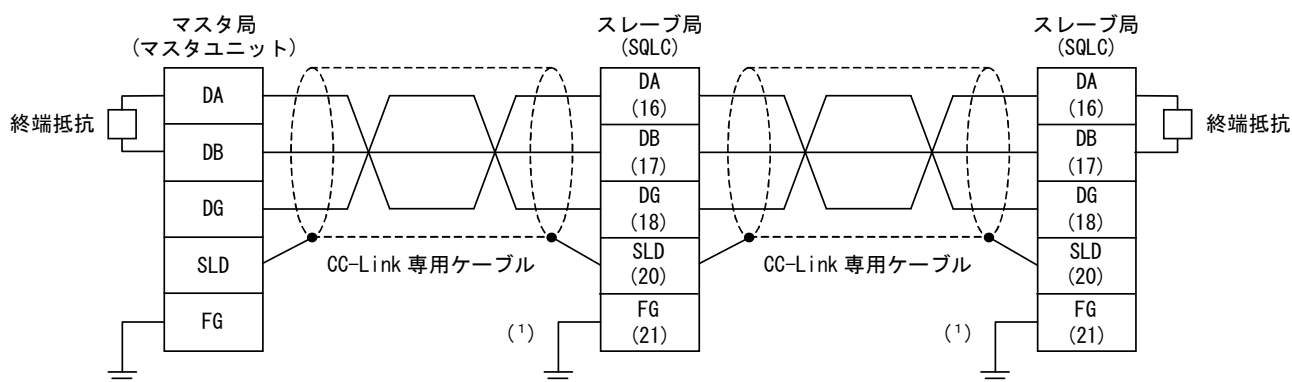 マスタ局
(マスタユニット)
DA
DB
DG
SLD
FG
終端抵抗
CC-Link 専用ケーブル
スレーブ局
(SQLC)
DA
(16)
DB
(17)
DG
(18)
SLD
(20)
FG
(21)
(¹)
CC-Link 専用ケーブル
スレーブ局
(SQLC)
DA
(16)
DB
(17)
DG
(18)
SLD
(20)
FG
(21)
(¹)
終端抵抗